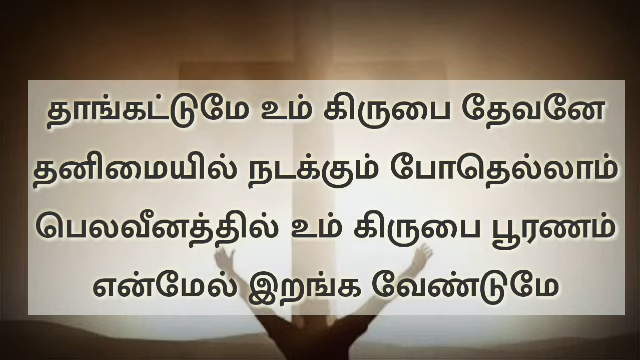 தாங்கட்டுமே உம் கிருபை தேவனே
தனிமையில் நடக்கும் போதெல்லாம்
பெலவீனத்தில் உம் கிருபை பூரணம்
என்மேல் இறங்க வேண்டுமே